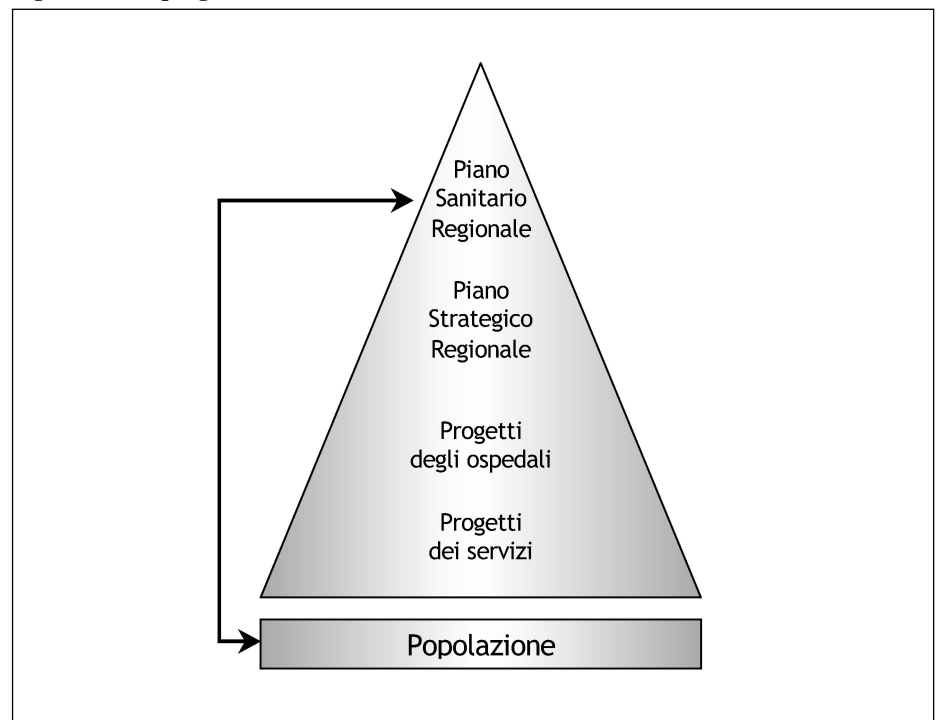 Piano
Sanitario
Regionale
Piano
Strategico
Regionale
Progetti
degli ospedali
Progetti
dei servizi
Popolazione